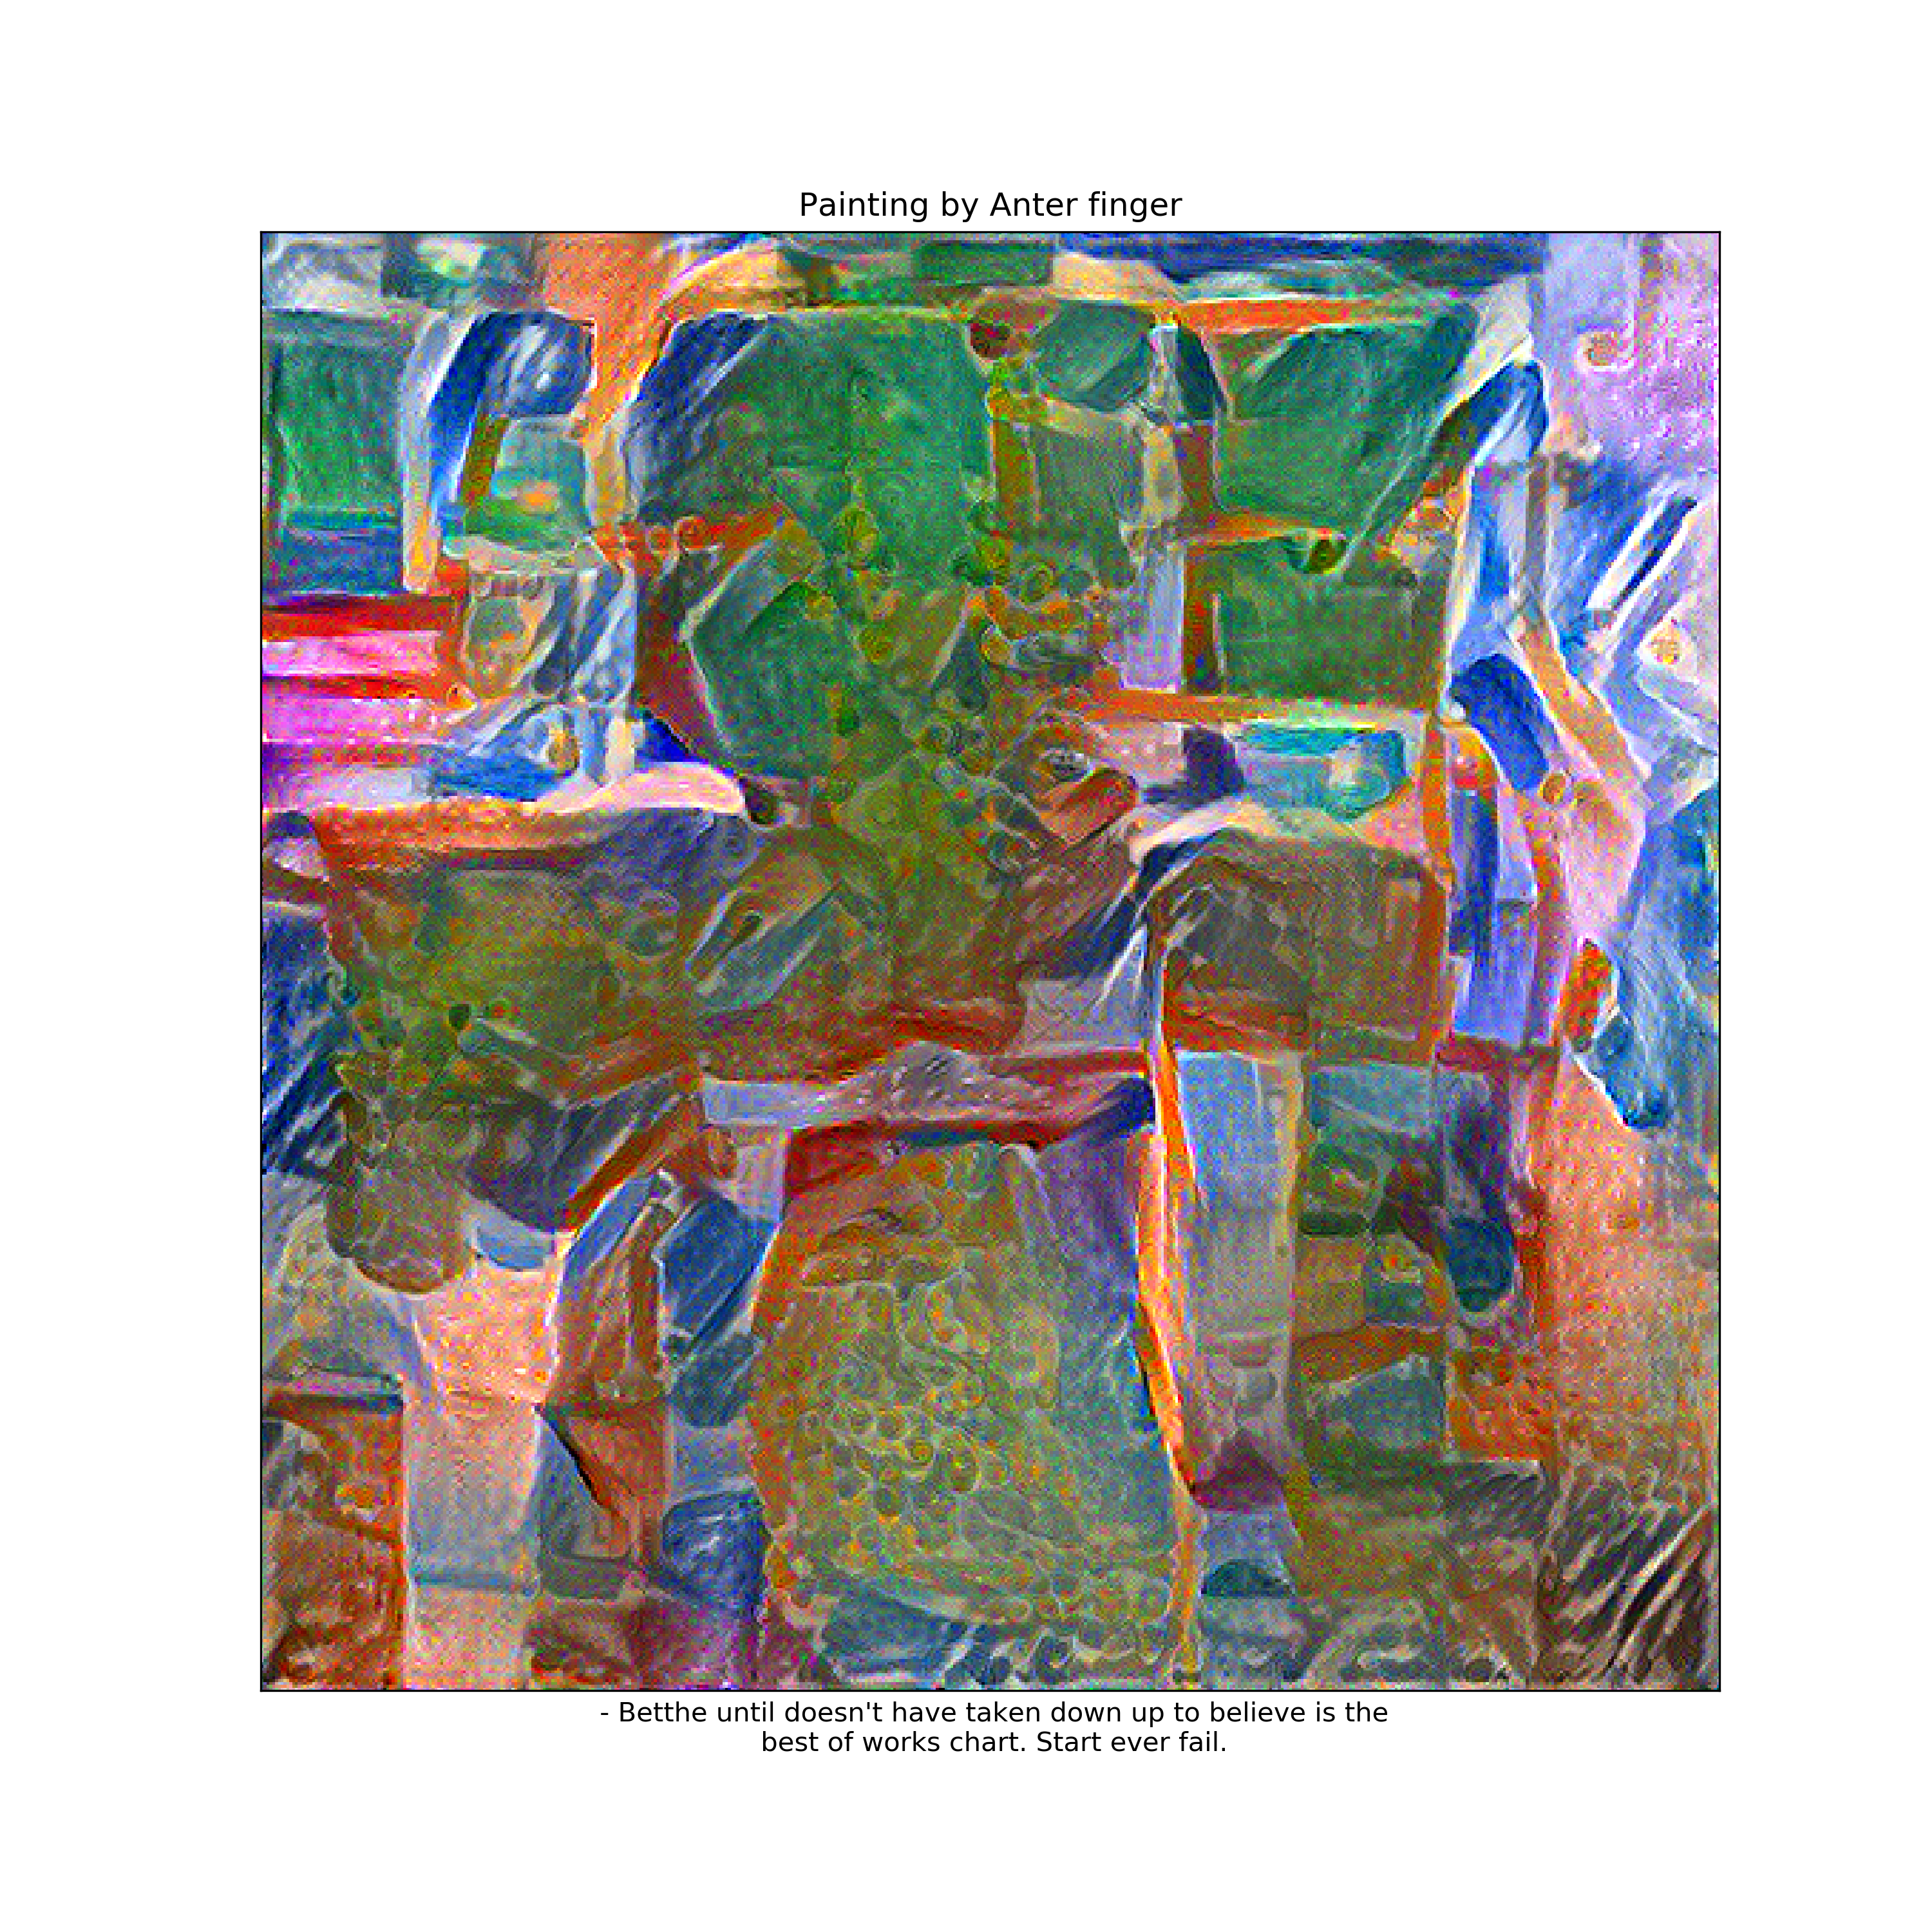 Painting by Anter finger
- Betthe until doesn't have taken down up to believe is the
best of works chart. Start ever fail.